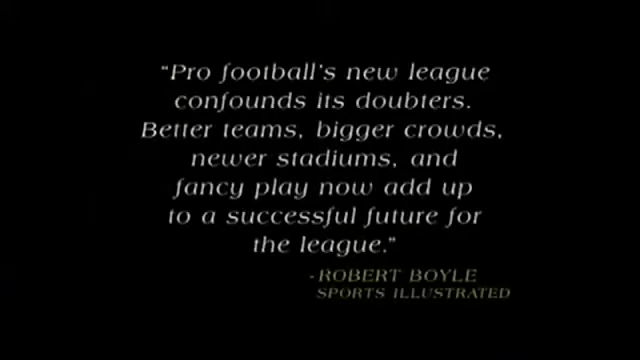 "Pro football's new league
confounds its doubters.
Better teams, bigger crowds,
newer stadiums, and
fancy play now add up
to a successful future for
the league."
-ROBERT BOYLE
SPORTS ILLUSTRATED